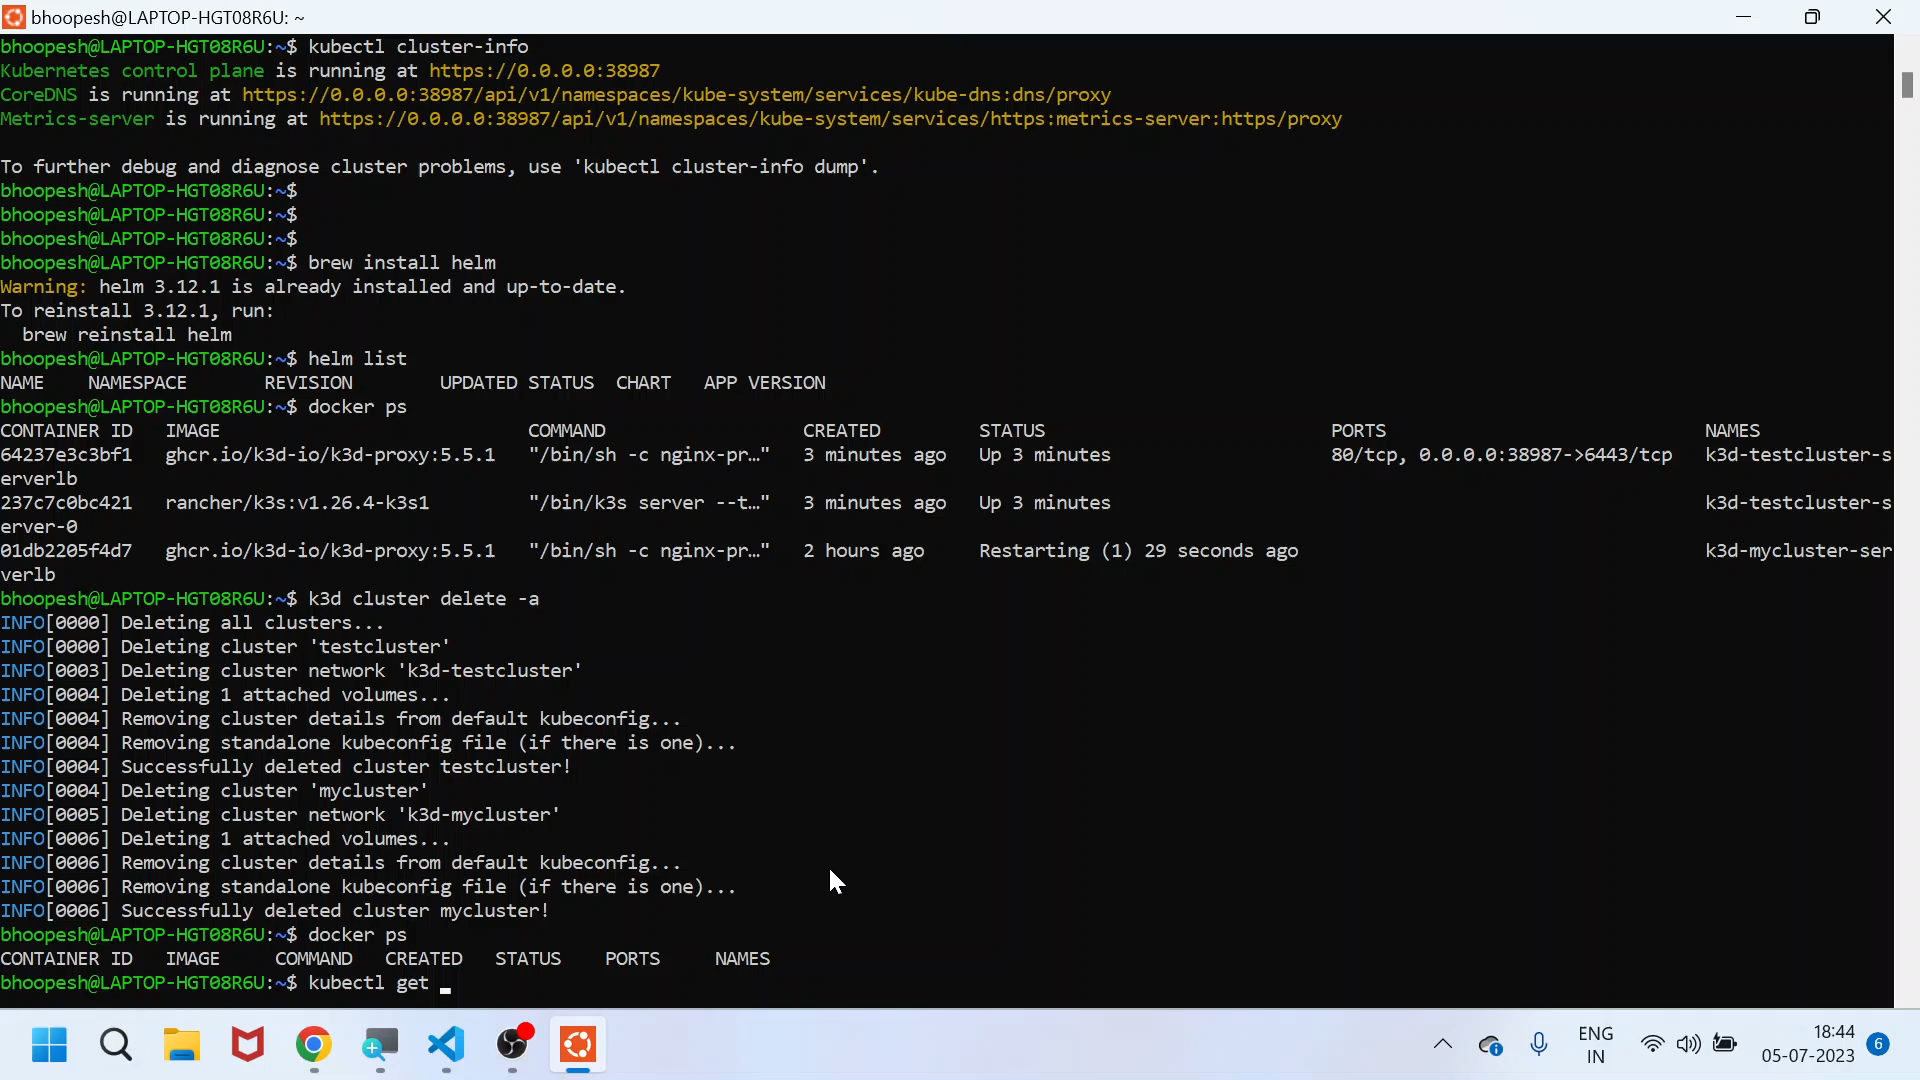 bhoopesh@LAPTOP-HGT08R6U: ~
bhoopesh@LAPTOP-HGT08R6U:~$ kubectl cluster-info
Kubernetes control plane is running at https://0.0.0.0:38987
CoreDNS is running at https://0.0.0.0:38987/api/v1/namespaces/kube-system/services/kube-dns:dns/proxy
Metrics-server is running at https://0.0.0.0:38987/api/v1/namespaces/kube-system/services/https:metrics-server:https/proxy
To further debug and diagnose cluster problems, use 'kubectl cluster-info dump'.
bhoopesh@LAPTOP-HGT08R6U:~$
bhoopesh@LAPTOP-HGT08R6U:~$
bhoopesh@LAPTOP-HGT08R6U:~$
bhoopesh@LAPTOP-HGT08R6U:~$ brew install helm
Warning: helm 3.12.1 is already installed and up-to-date.
To reinstall 3.12.1, run:
  brew reinstall helm
bhoopesh@LAPTOP-HGT08R6U:~$ helm list
NAME    NAMESPACE       REVISION        UPDATED STATUS  CHART   APP VERSION
bhoopesh@LAPTOP-HGT08R6U:~$ docker ps
CONTAINER ID   IMAGE                            COMMAND                  CREATED          STATUS                          PORTS                             NAMES
64237e3c3bf1   ghcr.io/k3d-io/k3d-proxy:5.5.1   "/bin/sh -c nginx-pr…"   3 minutes ago   Up 3 minutes                    80/tcp, 0.0.0.0:38987->6443/tcp   k3d-testcluster-s
erverlb
237c7c0bc421   rancher/k3s:v1.26.4-k3s1         "/bin/k3s server --t…"   3 minutes ago   Up 3 minutes                                                      k3d-testcluster-s
erver-0
01db2205f4d7   ghcr.io/k3d-io/k3d-proxy:5.5.1   "/bin/sh -c nginx-pr…"   2 hours ago     Restarting (1) 29 seconds ago                                     k3d-mycluster-ser
verlb
bhoopesh@LAPTOP-HGT08R6U:~$ k3d cluster delete -a
INFO[0000] Deleting all clusters...
INFO[0000] Deleting cluster 'testcluster'
INFO[0003] Deleting cluster network 'k3d-testcluster'
INFO[0004] Deleting 1 attached volumes...
INFO[0004] Removing cluster details from default kubeconfig...
INFO[0004] Removing standalone kubeconfig file (if there is one)...
INFO[0004] Successfully deleted cluster testcluster!
INFO[0004] Deleting cluster 'mycluster'
INFO[0005] Deleting cluster network 'k3d-mycluster'
INFO[0006] Deleting 1 attached volumes...
INFO[0006] Removing cluster details from default kubeconfig...
INFO[0006] Removing standalone kubeconfig file (if there is one)...
INFO[0006] Successfully deleted cluster mycluster!
bhoopesh@LAPTOP-HGT08R6U:~$ docker ps
CONTAINER ID   IMAGE     COMMAND   CREATED   STATUS    PORTS     NAMES
bhoopesh@LAPTOP-HGT08R6U:~$ kubectl get _
ENG
IN
18:44
05-07-2023
6